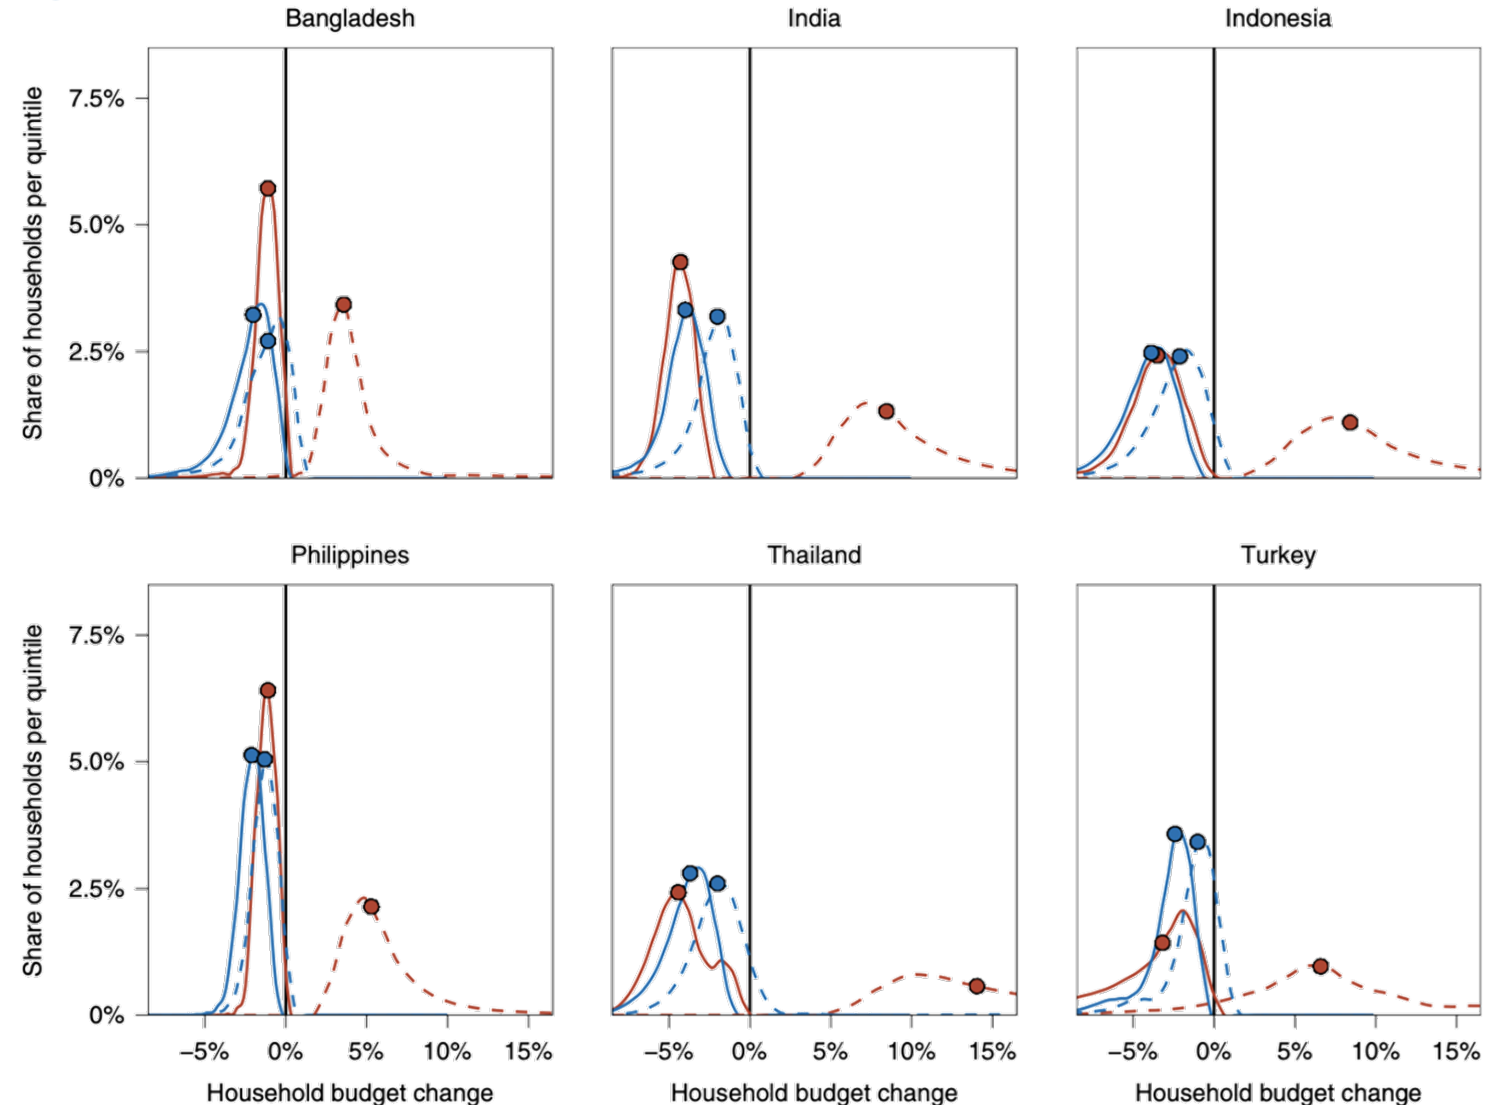 Bangladesh
India
Indonesia
Share of households per quintile
7.5%
5.0%
2.5%
0%
Philippines
Thailand
Turkey
Share of households per quintile
7.5%
5.0%
2.5%
0%
−5% 0% 5% 10% 15%
−5% 0% 5% 10% 15%
−5% 0% 5% 10% 15%
Household budget change
Household budget change
Household budget change